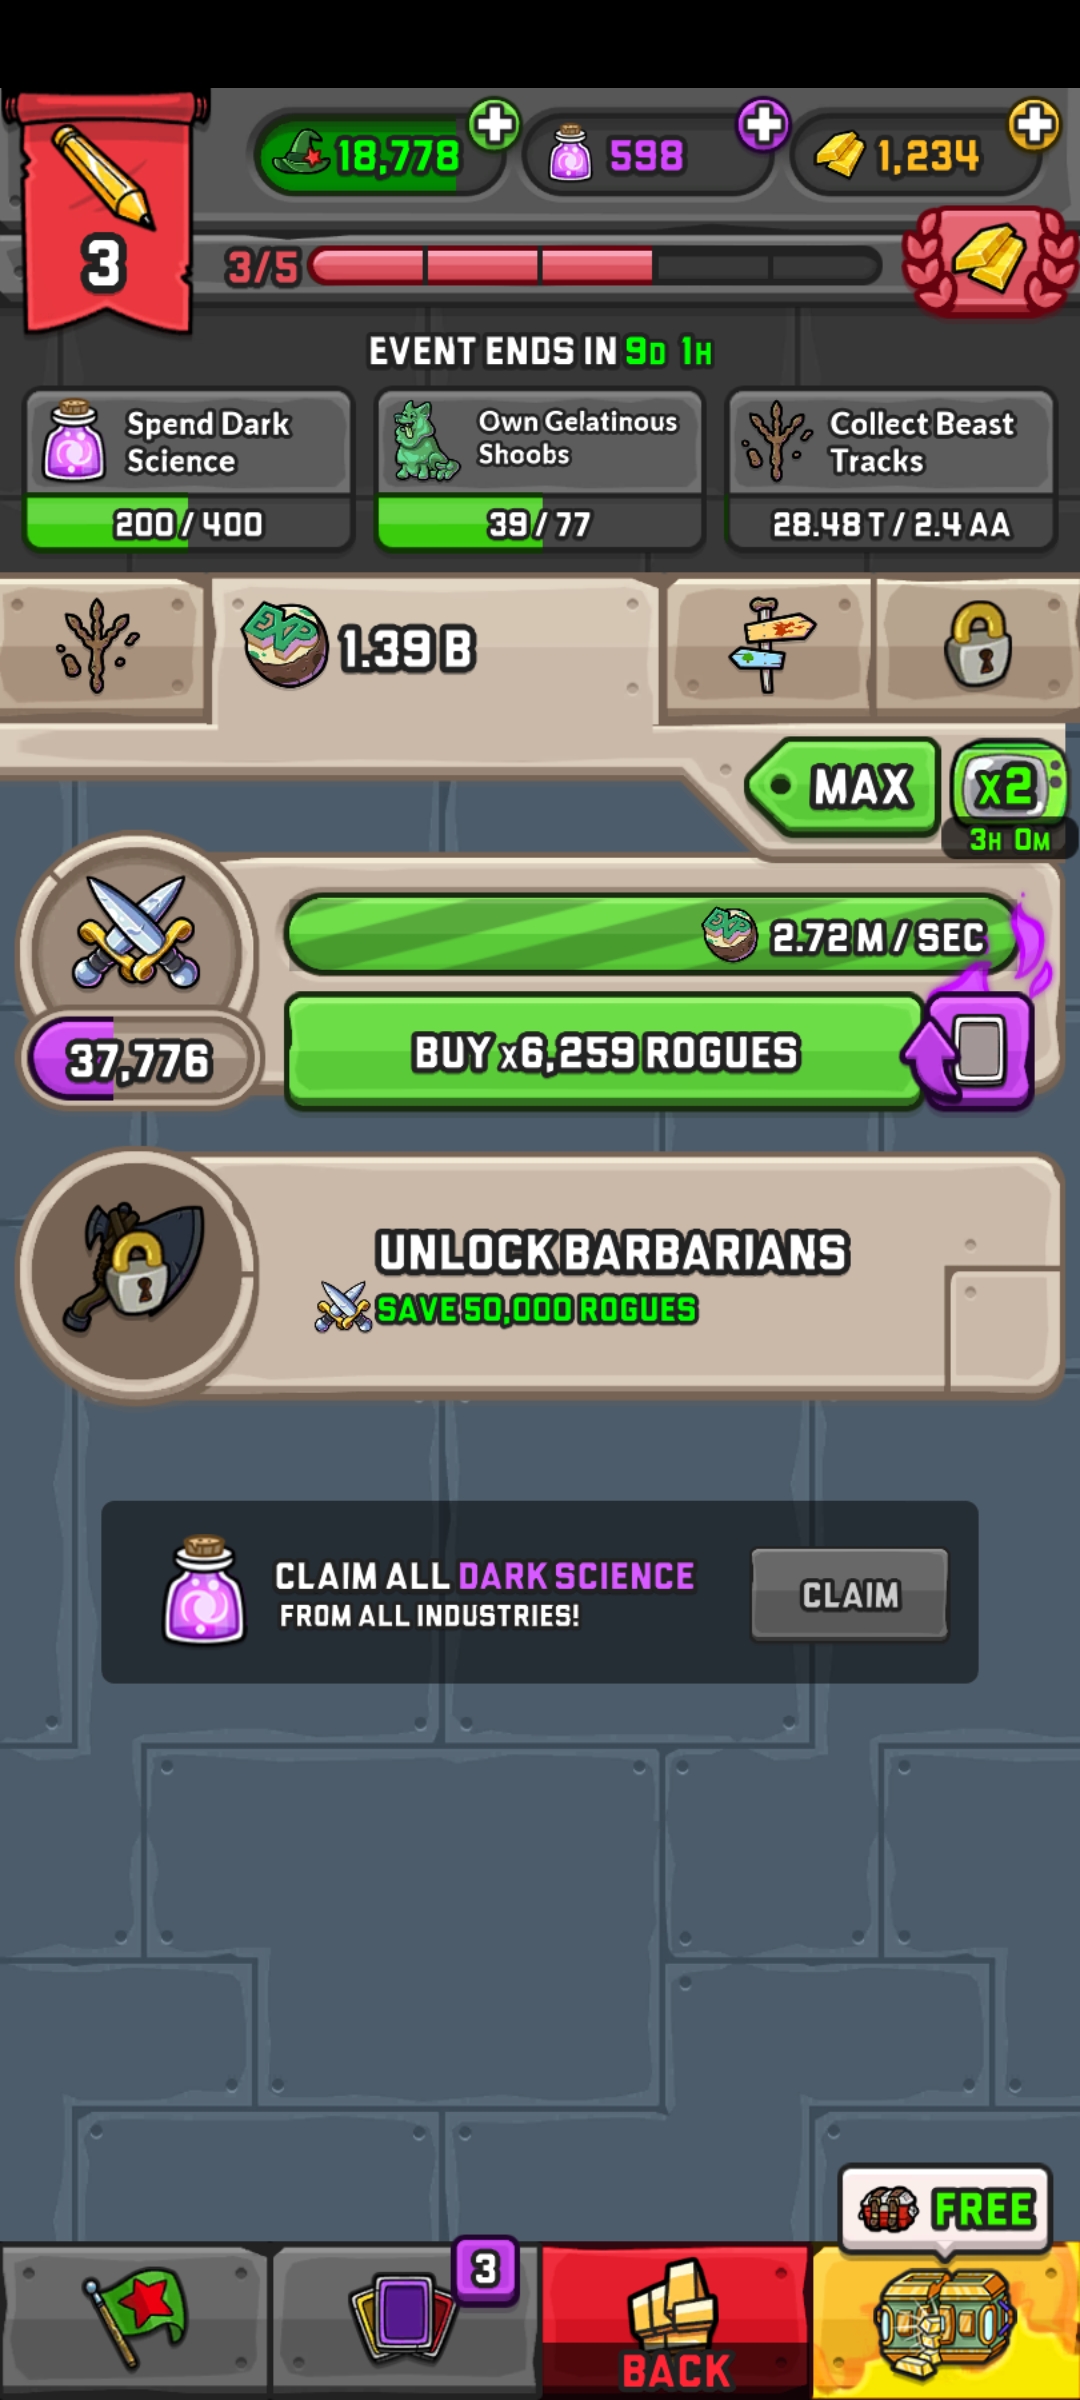 18,778
598
1,234
3
3/5
EVENT ENDS IN 9D 1H
Spend Dark
Science
200 / 400
Own Gelatinous
Shoobs
39 / 77
Collect Beast
Tracks
28.48 T / 2.4 AA
EXP
1.39 B
MAX
x2
3H 0M
EXP
2.72 M / SEC
37,776
BUY x6,259 ROGUES
UNLOCK BARBARIANS
SAVE 50,000 ROGUES
CLAIM ALL DARK SCIENCE
FROM ALL INDUSTRIES!
CLAIM
FREE
3
BACK